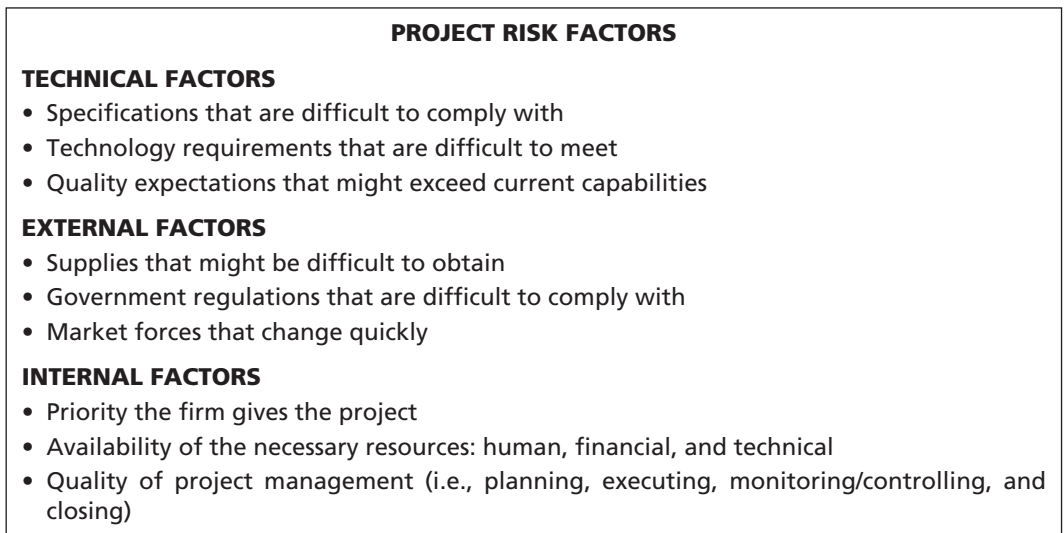 PROJECT RISK FACTORS
TECHNICAL FACTORS
• Specifications that are difficult to comply with
• Technology requirements that are difficult to meet
• Quality expectations that might exceed current capabilities
EXTERNAL FACTORS
• Supplies that might be difficult to obtain
• Government regulations that are difficult to comply with
• Market forces that change quickly
INTERNAL FACTORS
• Priority the firm gives the project
• Availability of the necessary resources: human, financial, and technical
• Quality of project management (i.e., planning, executing, monitoring/controlling, and
closing)